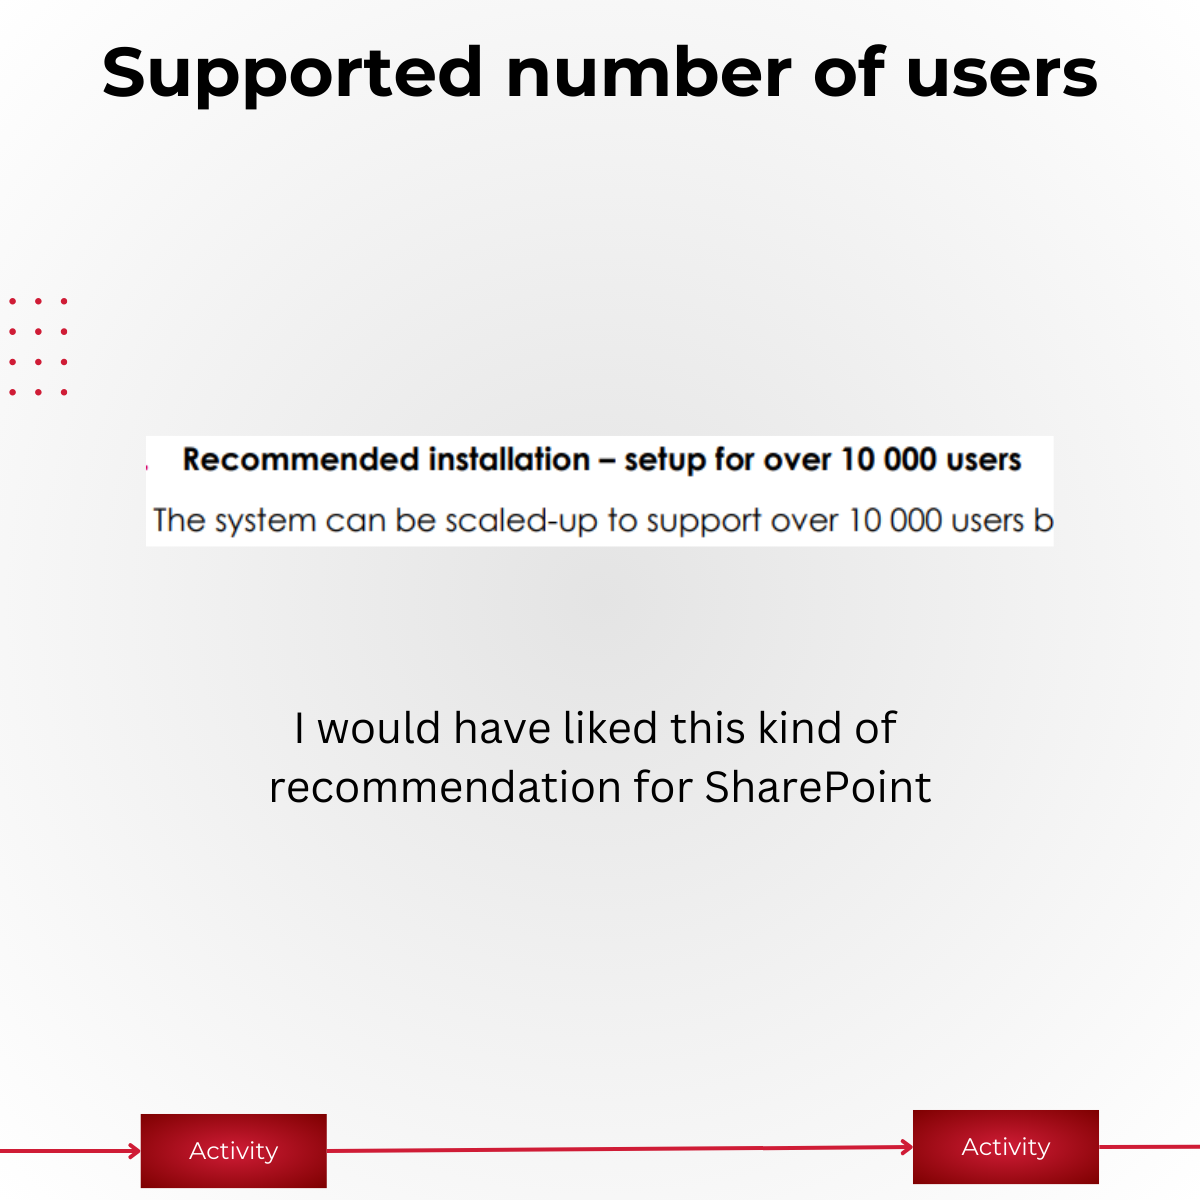 Supported number of users
Recommended installation – setup for over 10 000 users
The system can be scaled-up to support over 10 000 users b
I would have liked this kind of
recommendation for SharePoint
Activity
Activity